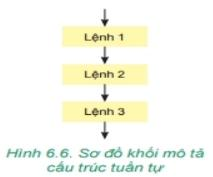 Lệnh 1
Lệnh 2
Lệnh 3
Hình 6.6. Sơ đồ khối mô tả
cấu trúc tuần tự